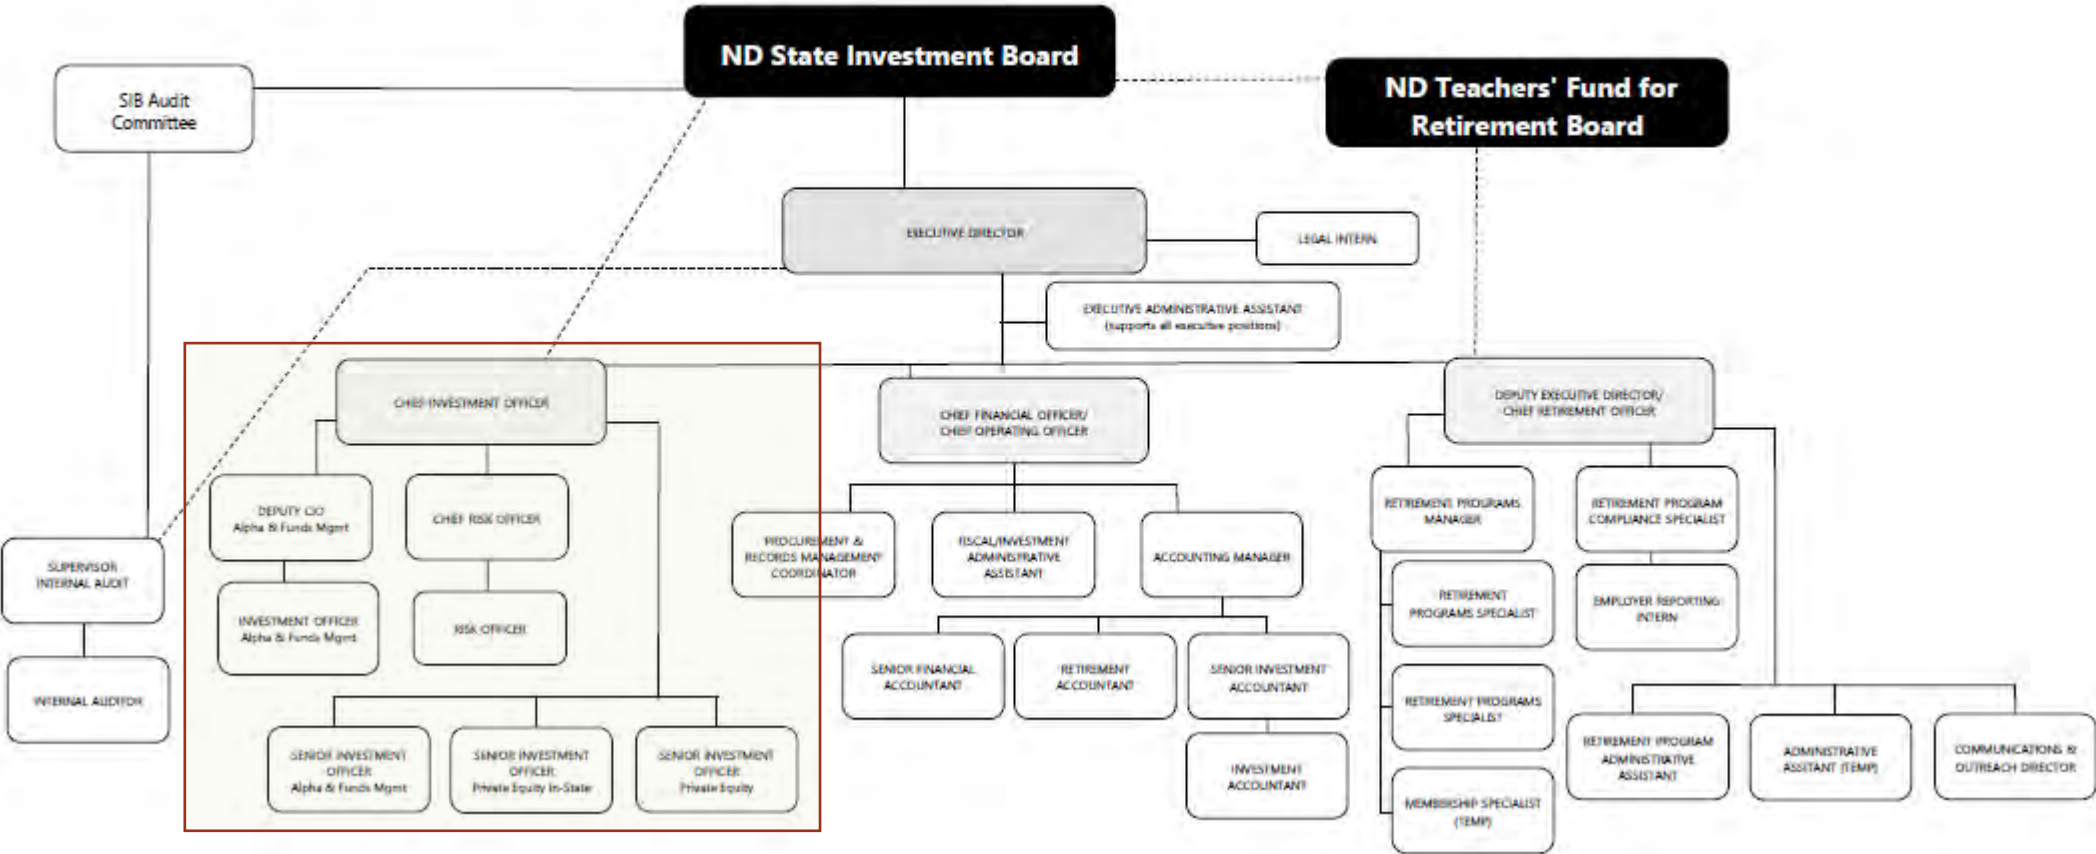 ND State Investment Board
ND Teachers' Fund for
Retirement Board
SIB Audit
Committee
EXECUTIVE DIRECTOR
LEGAL INTERN
EXECUTIVE ADMINISTRATIVE ASSISTANT
(supports all executive positions)
CHIEF INVESTMENT OFFICER
CHIEF FINANCIAL OFFICER/
CHIEF OPERATING OFFICER
DEPUTY EXECUTIVE DIRECTOR/
CHIEF RETIREMENT OFFICER
DEPUTY CIO
Alpha & Funds Mgmt
CHIEF RISK OFFICER
INVESTMENT OFFICER
Alpha & Funds Mgmt
RISK OFFICER
SENIOR INVESTMENT
OFFICER
Alpha & Funds Mgmt
SENIOR INVESTMENT
OFFICER
Private Equity In-State
SENIOR INVESTMENT
OFFICER
Private Equity
SUPERVISOR
INTERNAL AUDIT
INTERNAL AUDITOR
PROCUREMENT &
RECORDS MANAGEMENT
COORDINATOR
FISCAL/INVESTMENT
ADMINISTRATIVE
ASSISTANT
ACCOUNTING MANAGER
SENIOR FINANCIAL
ACCOUNTANT
RETIREMENT
ACCOUNTANT
SENIOR INVESTMENT
ACCOUNTANT
INVESTMENT
ACCOUNTANT
RETIREMENT PROGRAMS
MANAGER
RETIREMENT PROGRAM
COMPLIANCE SPECIALIST
RETIREMENT
PROGRAMS SPECIALIST
EMPLOYER REPORTING
INTERN
RETIREMENT PROGRAMS
SPECIALIST
MEMBERSHIP SPECIALIST
(TEMP)
RETIREMENT PROGRAM
ADMINISTRATIVE
ASSISTANT
ADMINISTRATIVE
ASSITANT (TEMP)
COMMUNICATIONS &
OUTREACH DIRECTOR